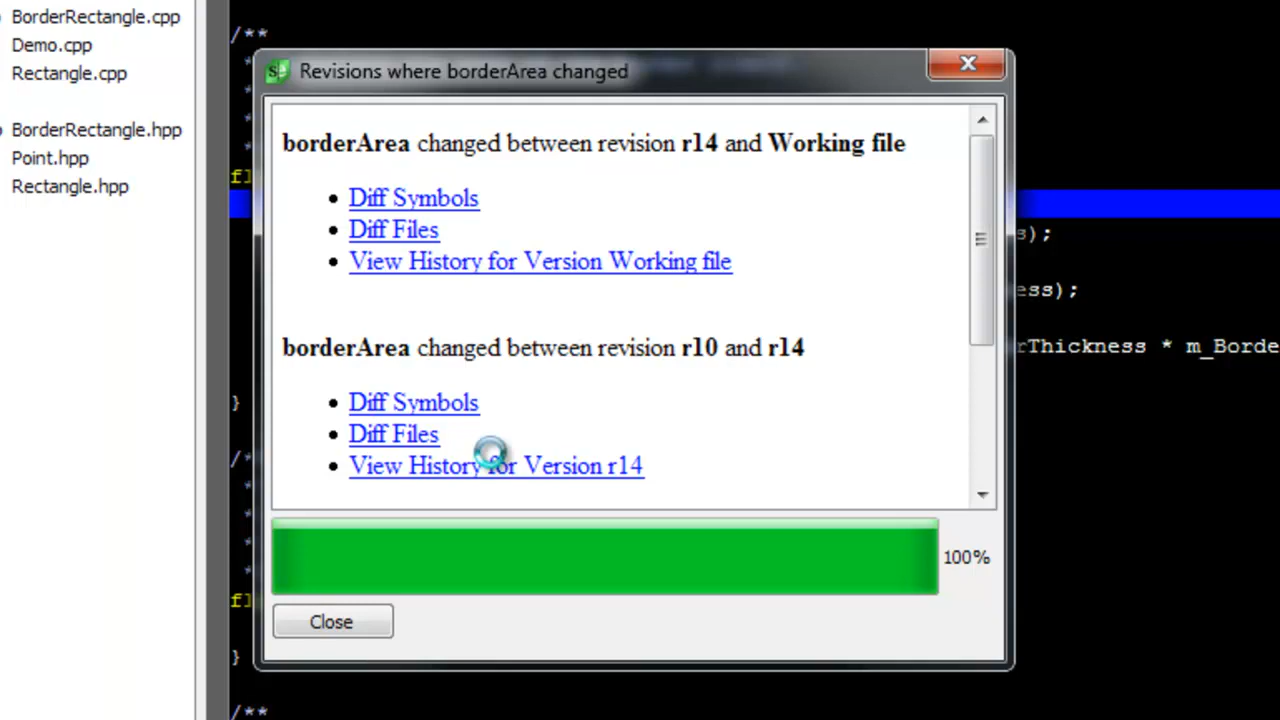 BorderRectangle.cpp
Demo.cpp
Rectangle.cpp
BorderRectangle.hpp
Point.hpp
Rectangle.hpp
/**
*
Revisions where borderArea changed
borderArea changed between revision r14 and Working file
Diff Symbols
Diff Files
View History for Version Working file
borderArea changed between revision r10 and r14
Diff Symbols
Diff Files
View History for Version r14
100%
Close
fl
s);
ess);
rThickness * m_Borde
}
/*
*
*
*
fl
}
/**